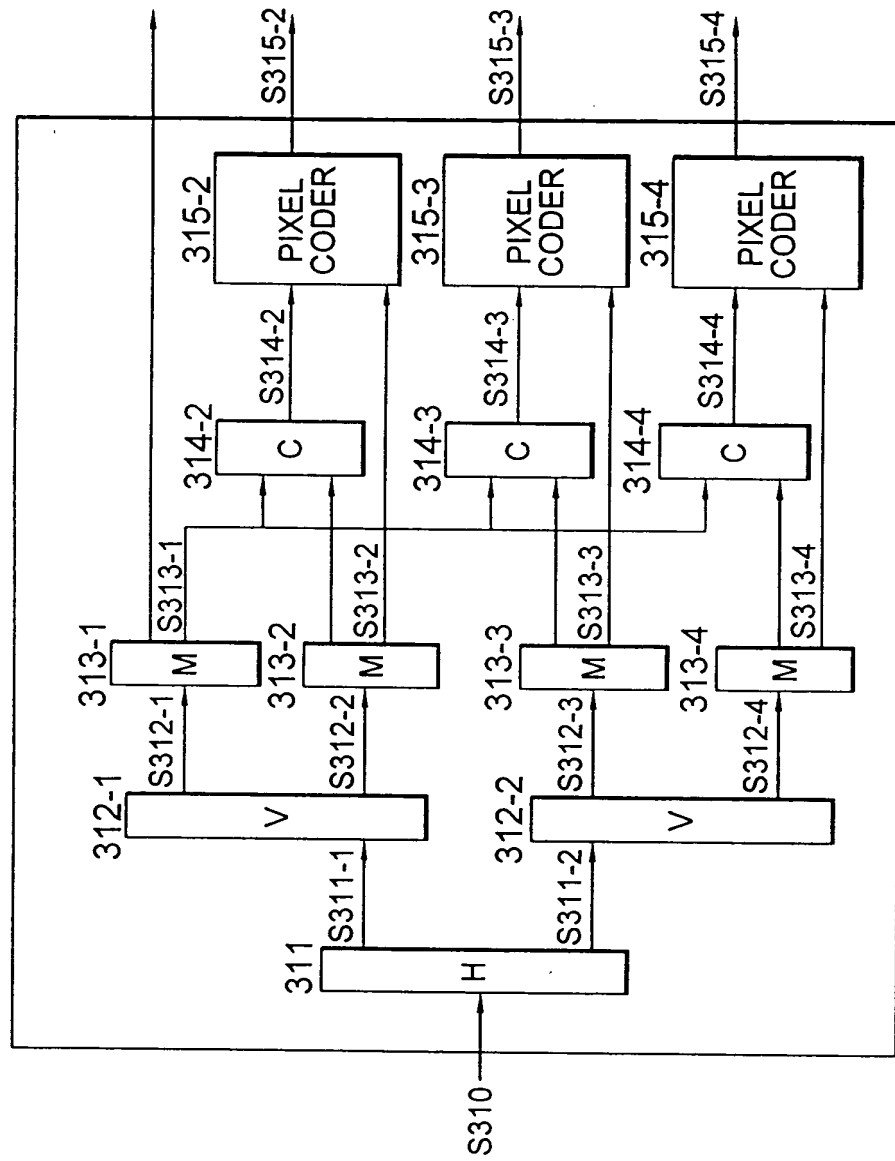 S310
311
H
S311-1
S311-2
312-1
V
312-2
V
S312-1
S312-2
S312-3
S312-4
313-1
M
313-2
M
313-3
M
313-4
M
S313-1
S313-2
S313-3
S313-4
314-2
C
314-3
C
314-4
C
S314-2
S314-3
S314-4
315-2
PIXEL
CODER
315-3
PIXEL
CODER
315-4
PIXEL
CODER
S315-2
S315-3
S315-4